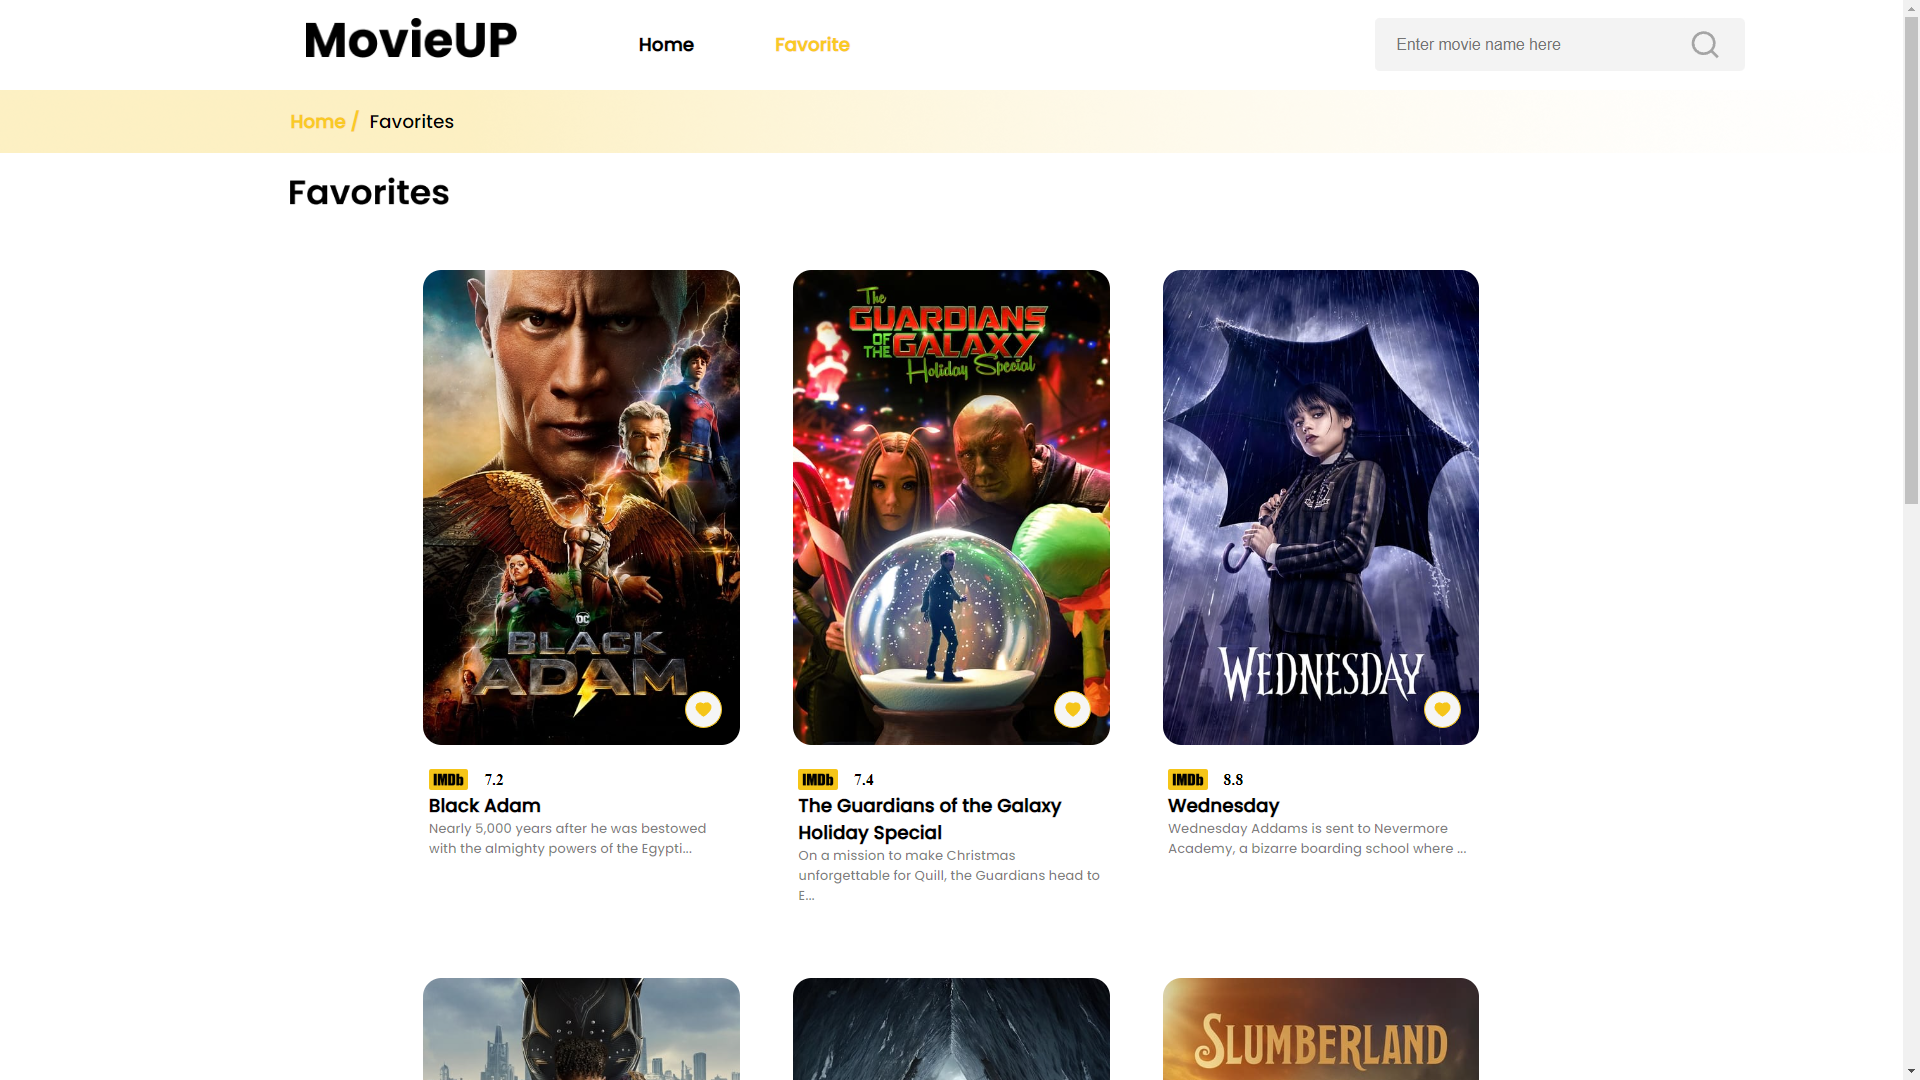 MovieUP
Home
Favorite
Enter movie name here
Home / Favorites
Favorites
DC
BLACK
ADAM
The
GUARDIANS
OF THE GALAXY
Holiday Special
WEDNESDAY
IMDb 7.2
Black Adam
Nearly 5,000 years after he was bestowed
with the almighty powers of the Egypti...
IMDb 7.4
The Guardians of the Galaxy
Holiday Special
On a mission to make Christmas
unforgettable for Quill, the Guardians head to
E...
IMDb 8.8
Wednesday
Wednesday Addams is sent to Nevermore
Academy, a bizarre boarding school where ...
SLUMBERLAND